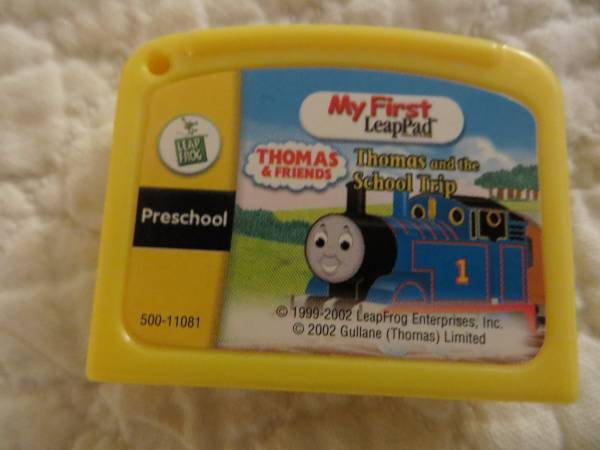 My First
LeapPad™
LEAP
FROG
THOMAS
& FRIENDS
Thomas and the
School Trip
Preschool
1
500-11081
© 1999-2002 LeapFrog Enterprises, Inc.
© 2002 Gullane (Thomas) Limited